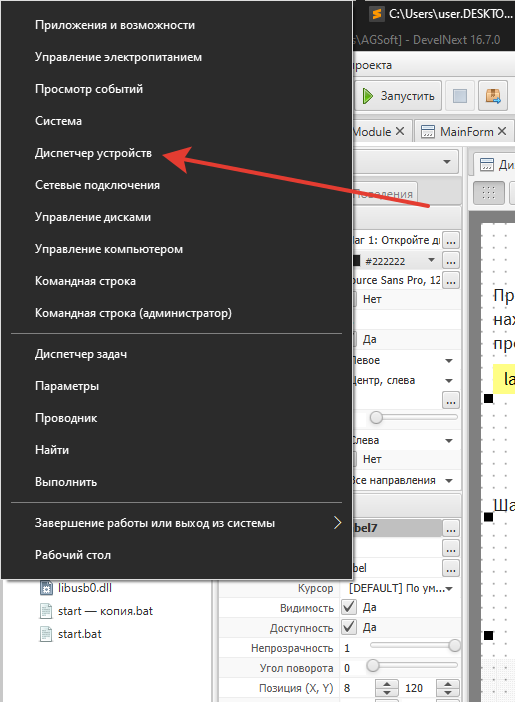 Приложения и возможности
Управление электропитанием
Просмотр событий
Система
Диспетчер устройств
Сетевые подключения
Управление дисками
Управление компьютером
Командная строка
Командная строка (администратор)
Диспетчер задач
Параметры
Проводник
Найти
Выполнить
Завершение работы или выход из системы
Рабочий стол
C:\Users\user.DESKTO...
\AGSoft] - DevelNext 16.7.0
проекта
Запустить
Module
MainForm
Ди
Поведения
Шаг 1: Откройте ди
...
#222222
...
ource Sans Pro, 12
...
Нет
Да
Левое
Центр, слева
...
Слева
Нет
Все направления
bel7
...
...
bel
...
Курсор [DEFAULT] По ум...
Видимость Да
Доступность Да
Непрозрачность 1
Угол поворота 0
Позиция (X, Y) 8 120
libusb0.dll
start — копия.bat
start.bat
Пр
нах
про
la
Ша